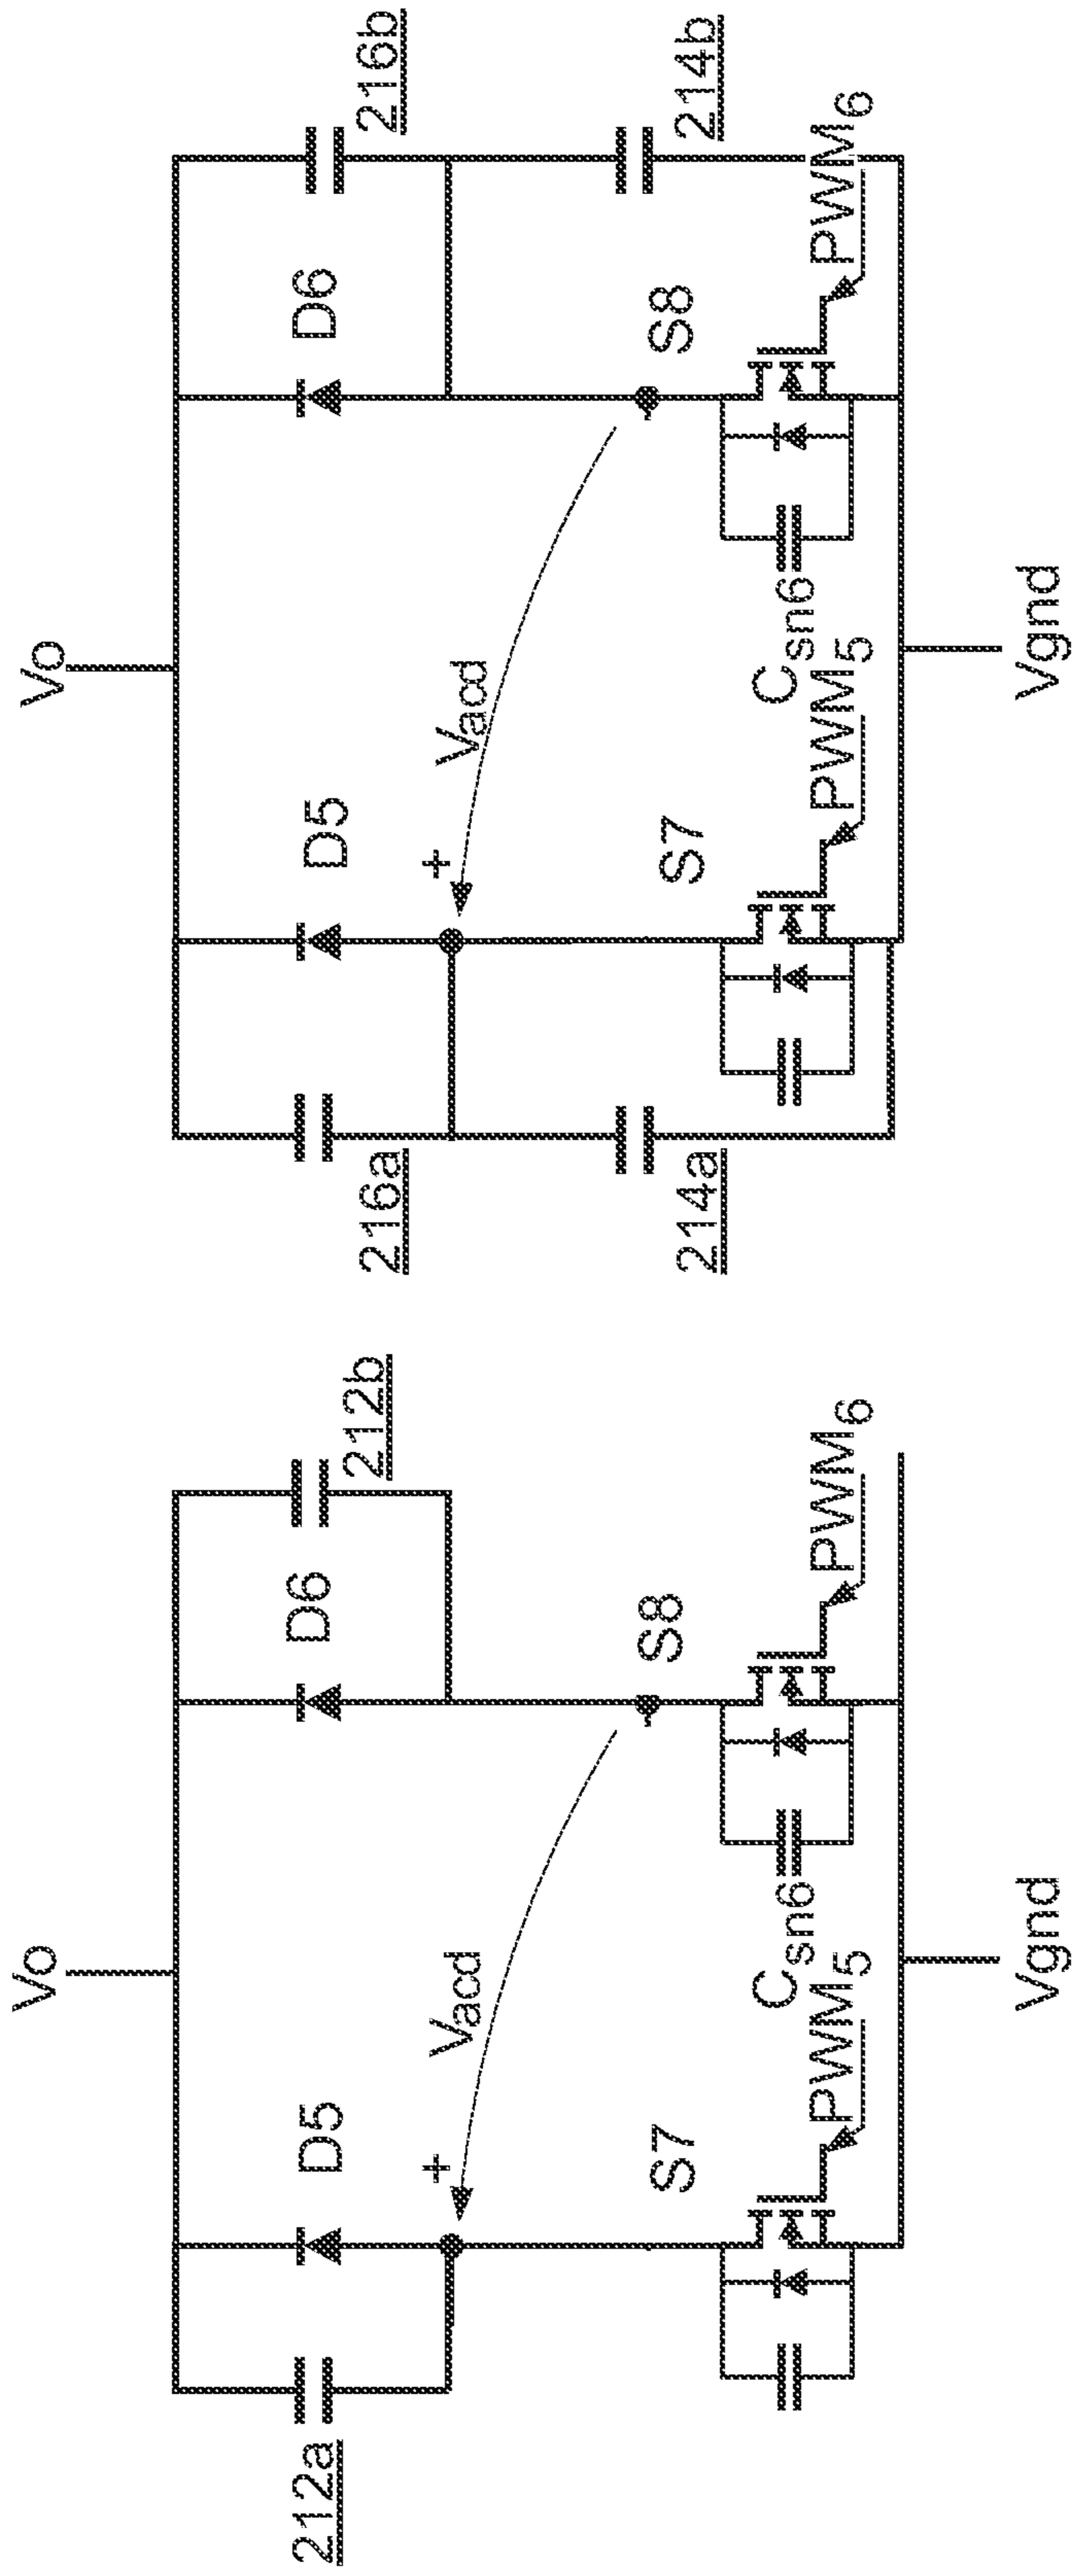 Vo
D5
D6
212a
212b
+
Vacd
S7
S8
Csn6
PWM5
PWM6
Vgnd
Vo
D5
D6
216a
216b
+
Vacd
S7
S8
214a
214b
Csn6
PWM5
PWM6
Vgnd